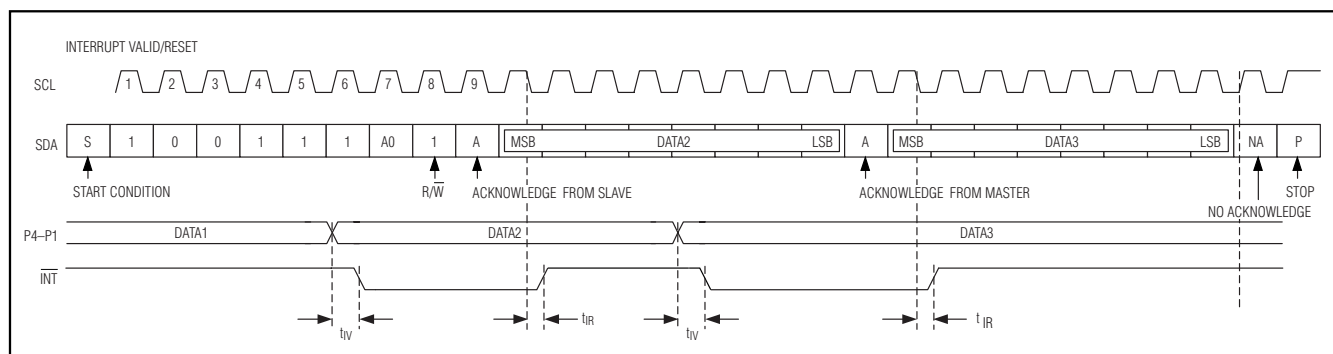 INTERRUPT VALID/RESET
SCL 1 2 3 4 5 6 7 8 9
SDA S 1 0 0 1 1 1 A0 1 A MSB DATA2 LSB A MSB DATA3 LSB NA P
START CONDITION R/W̅ ACKNOWLEDGE FROM SLAVE ACKNOWLEDGE FROM MASTER STOP
NO ACKNOWLEDGE
P4–P1 DATA1 DATA2 DATA3
I̅N̅T̅
tIV tIR tIV tIR